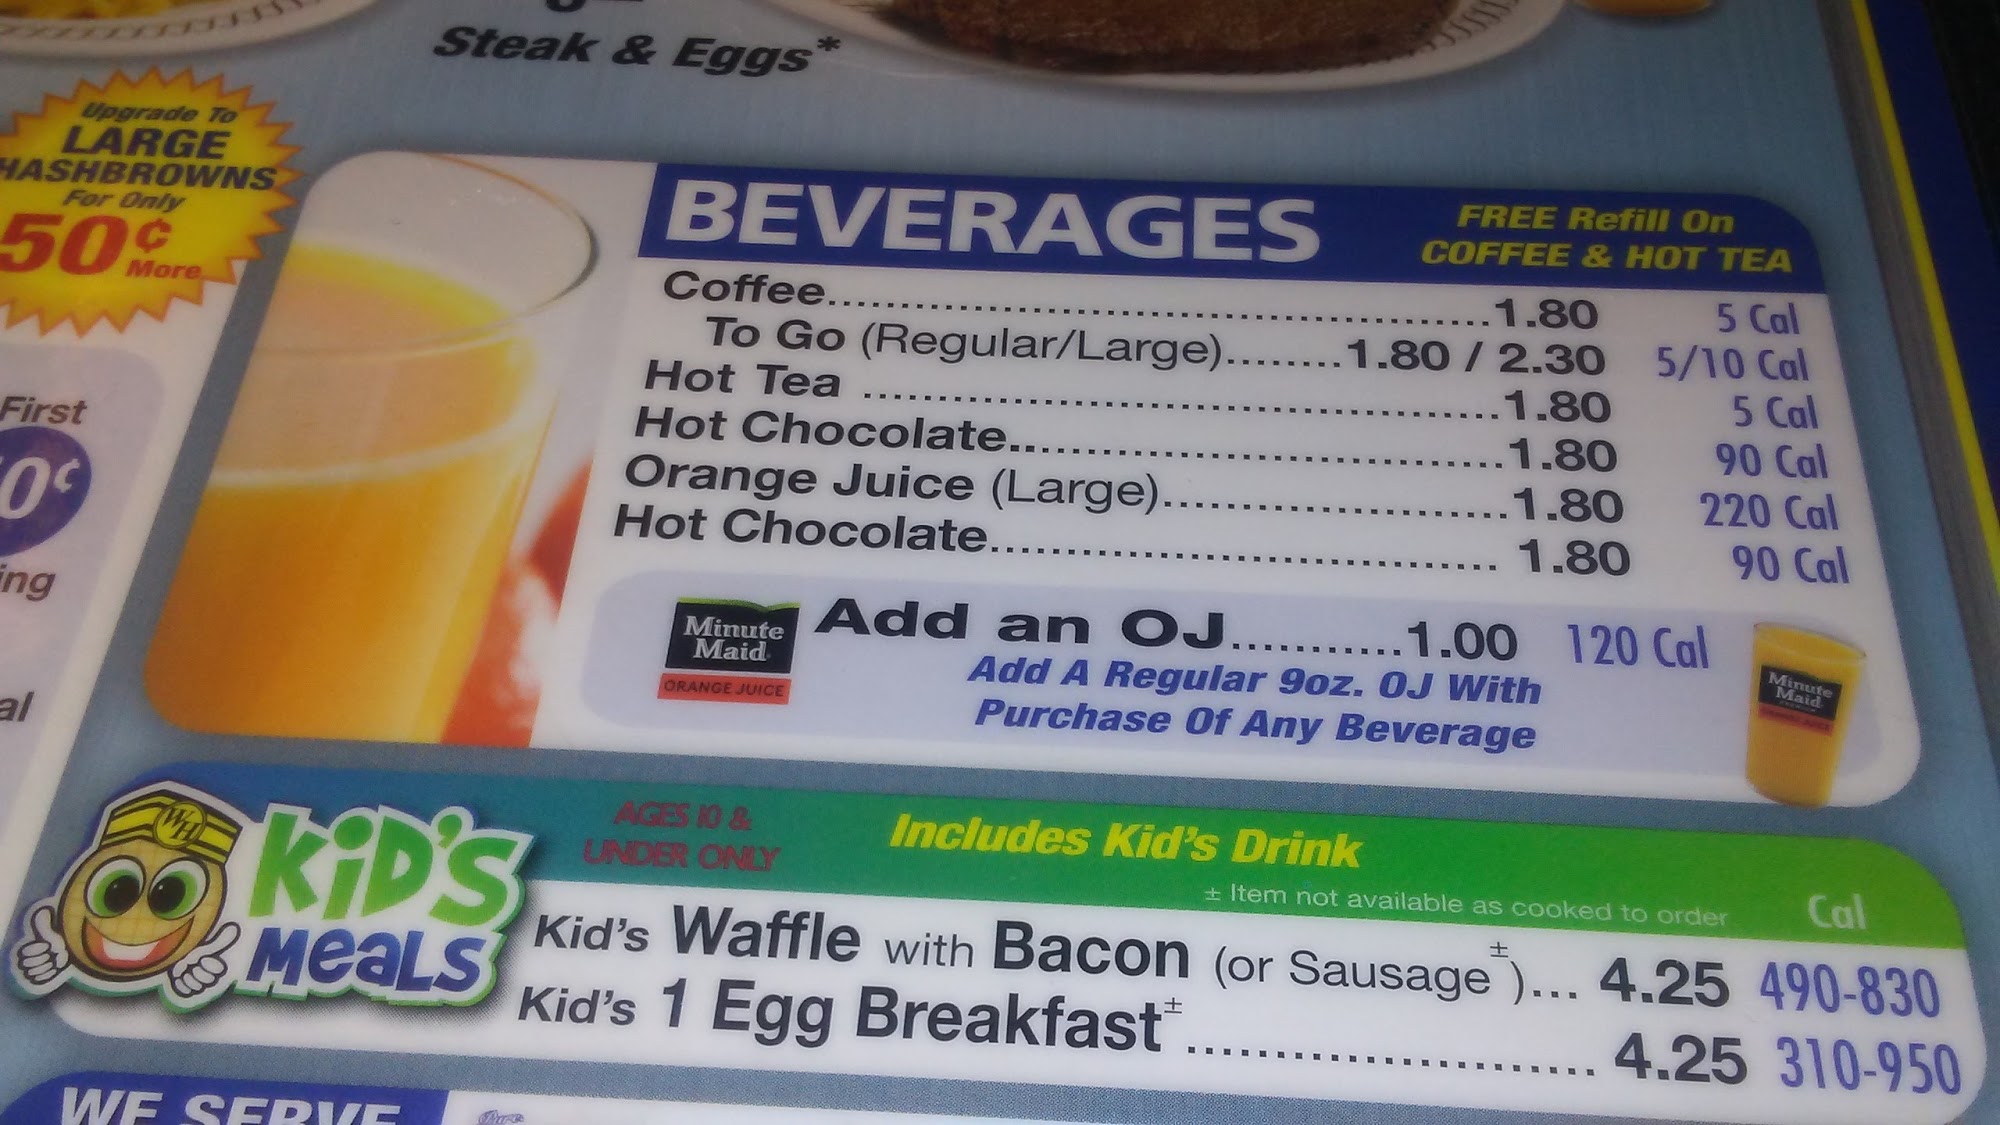 Steak & Eggs*
Upgrade To
LARGE
HASHBROWNS
For Only
50¢
More
First
0¢
ing
al
BEVERAGES
FREE Refill On
COFFEE & HOT TEA
Coffee..........................................1.80 5 Cal
To Go (Regular/Large)........1.80 / 2.30 5/10 Cal
Hot Tea ..........................................1.80 5 Cal
Hot Chocolate..................................1.80 90 Cal
Orange Juice (Large).......................1.80 220 Cal
Hot Chocolate.................................. 1.80 90 Cal
Minute
Maid
ORANGE JUICE
Add an OJ...........1.00 120 Cal
Add A Regular 9oz. OJ With
Purchase Of Any Beverage
Minute
Maid
WH
KiD'S
MeaLS
AGES 10 &
UNDER ONLY
Includes Kid's Drink
± Item not available as cooked to order Cal
Kid's Waffle with Bacon (or Sausage±)... 4.25 490-830
Kid's 1 Egg Breakfast± ............................ 4.25 310-950
WE SERVE
Pure